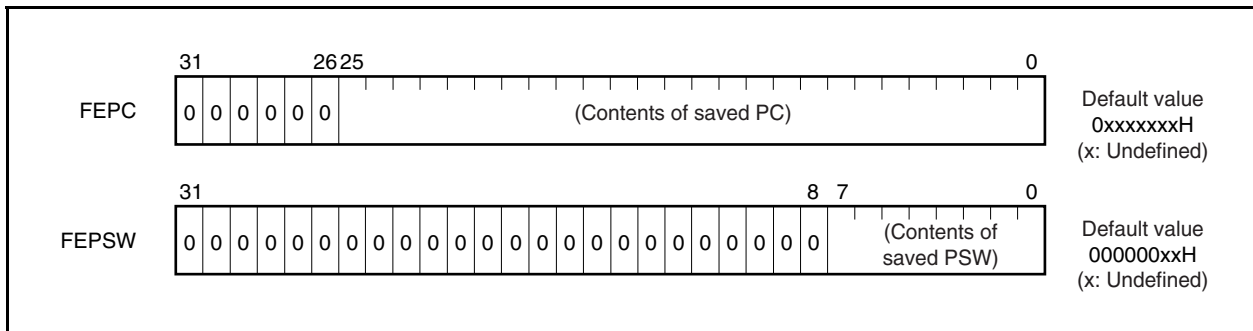 31 26 25 0
FEPC 0 0 0 0 0 0 (Contents of saved PC) Default value
0xxxxxxxH
(x: Undefined)
31 8 7 0
FEPSW 0 0 0 0 0 0 0 0 0 0 0 0 0 0 0 0 0 0 0 0 0 0 0 0 (Contents of
saved PSW) Default value
000000xxH
(x: Undefined)